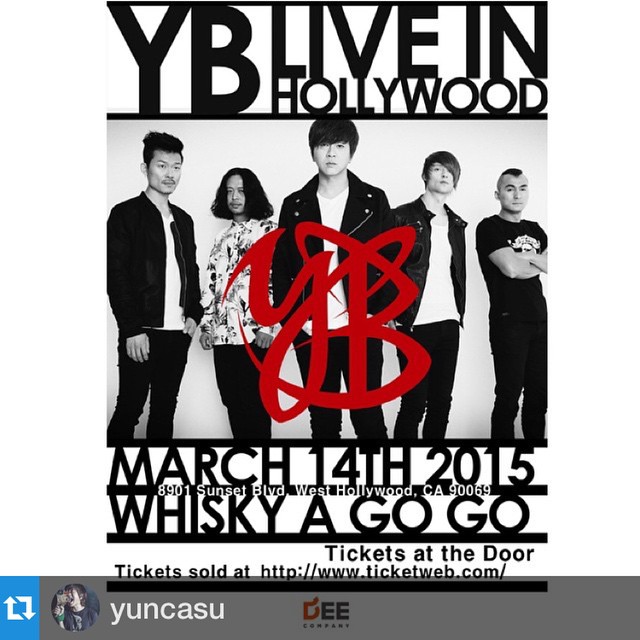 YB LIVE IN
HOLLYWOOD
YB
MARCH 14TH 2015
8901 Sunset Blvd, West Hollywood, CA 90069
WHISKY A GO GO
Tickets at the Door
Tickets sold at http://www.ticketweb.com/
yuncasu
DEE
COMPANY